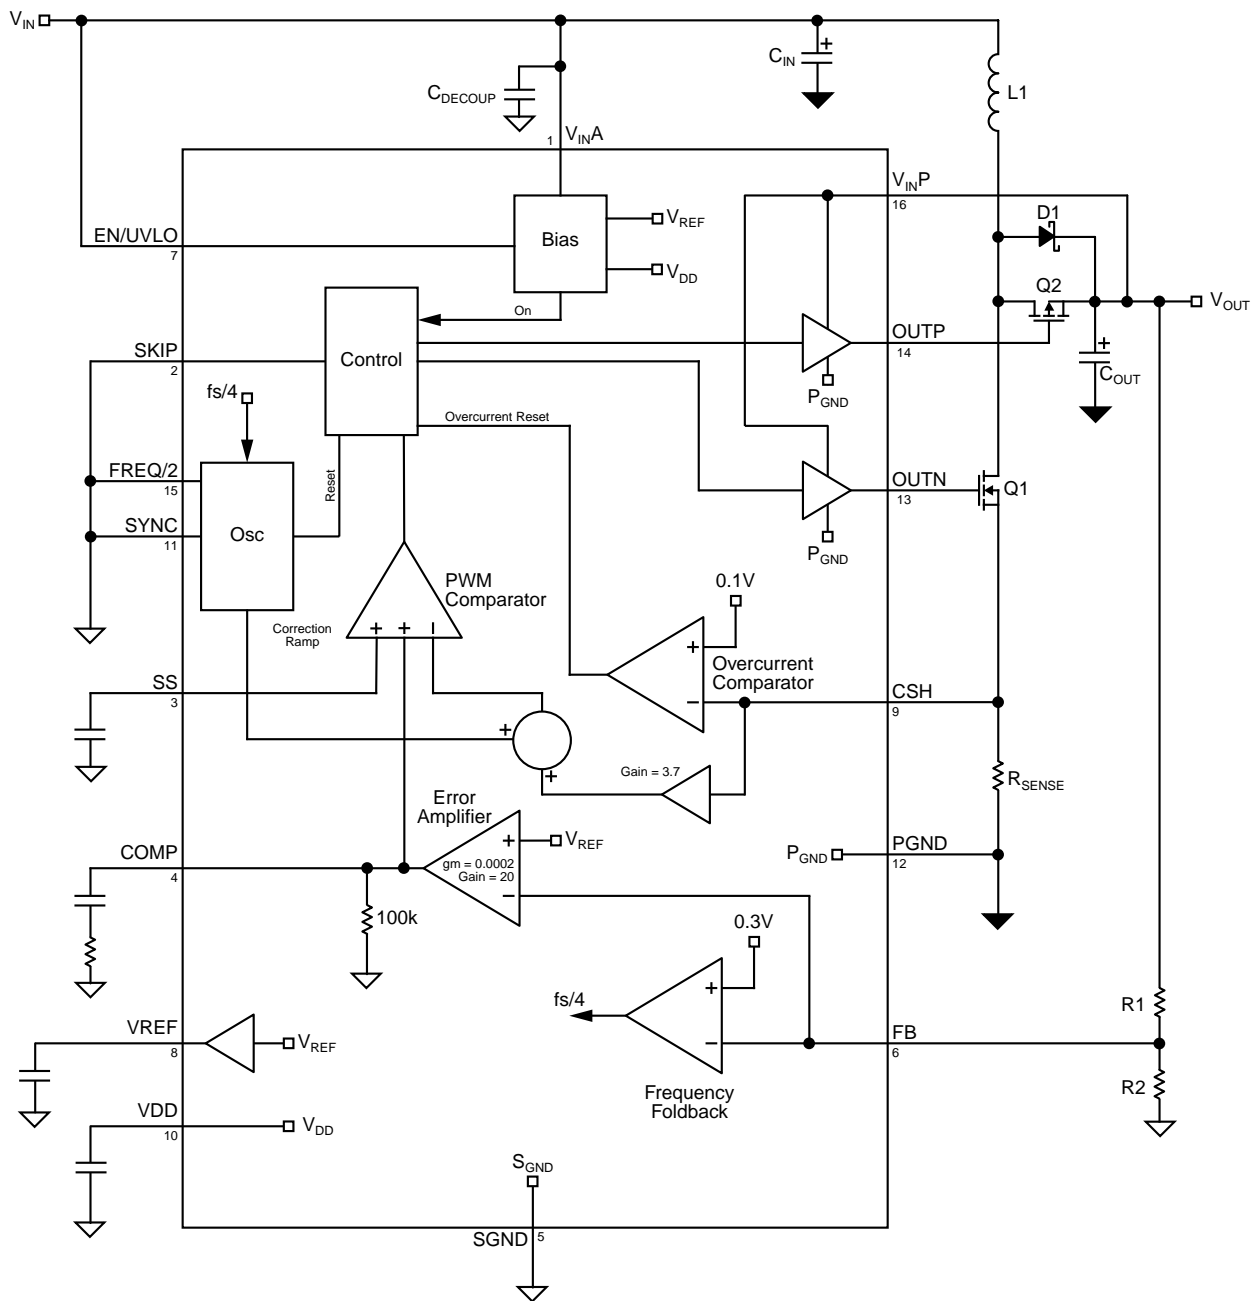 VIN
CIN
+
L1
CDECOUP
1
VINA
VINP
16
D1
EN/UVLO
7
Bias
VREF
VDD
Q2
VOUT
On
OUTP
14
SKIP
2
Control
PGND
+
COUT
fs/4
Overcurrent Reset
FREQ/2
15
Reset
OUTN
13
Q1
SYNC
11
Osc
PGND
PWM
Comparator
0.1V
Correction
Ramp
+ + −
+
Overcurrent
Comparator
−
SS
3
CSH
9
+
+
Gain = 3.7
RSENSE
Error
Amplifier
+
VREF
COMP
4
gm = 0.0002
Gain = 20
−
PGND
PGND
12
100k
0.3V
+
fs/4
R1
VREF
8
VREF
−
FB
6
Frequency
Foldback
R2
VDD
10
VDD
SGND
SGND
5